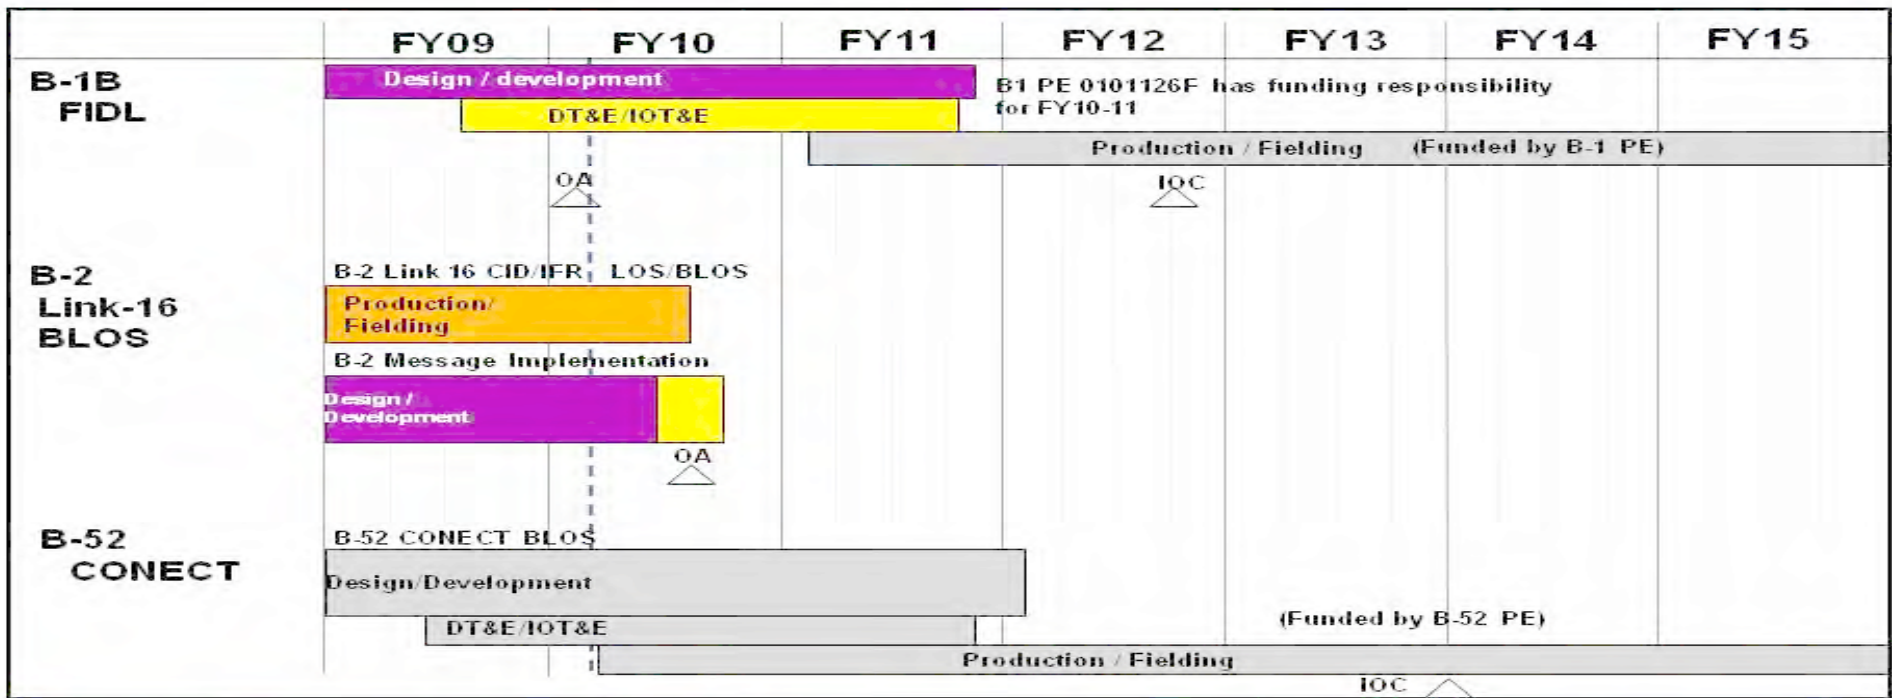 FY09 FY10 FY11 FY12 FY13 FY14 FY15
B-1B
FIDL
Design / development
B1 PE 0101126F has funding responsibility
for FY10-11
DT&E/IOT&E
Production / Fielding (Funded by B-1 PE)
OA
IOC
B-2
Link-16
BLOS
B-2 Link 16 CID/IFR LOS/BLOS
Production/
Fielding
B-2 Message Implementation
Design /
Development
OA
B-52
CONECT
B-52 CONECT BLOS
Design/Development
DT&E/IOT&E
(Funded by B-52 PE)
Production / Fielding
IOC